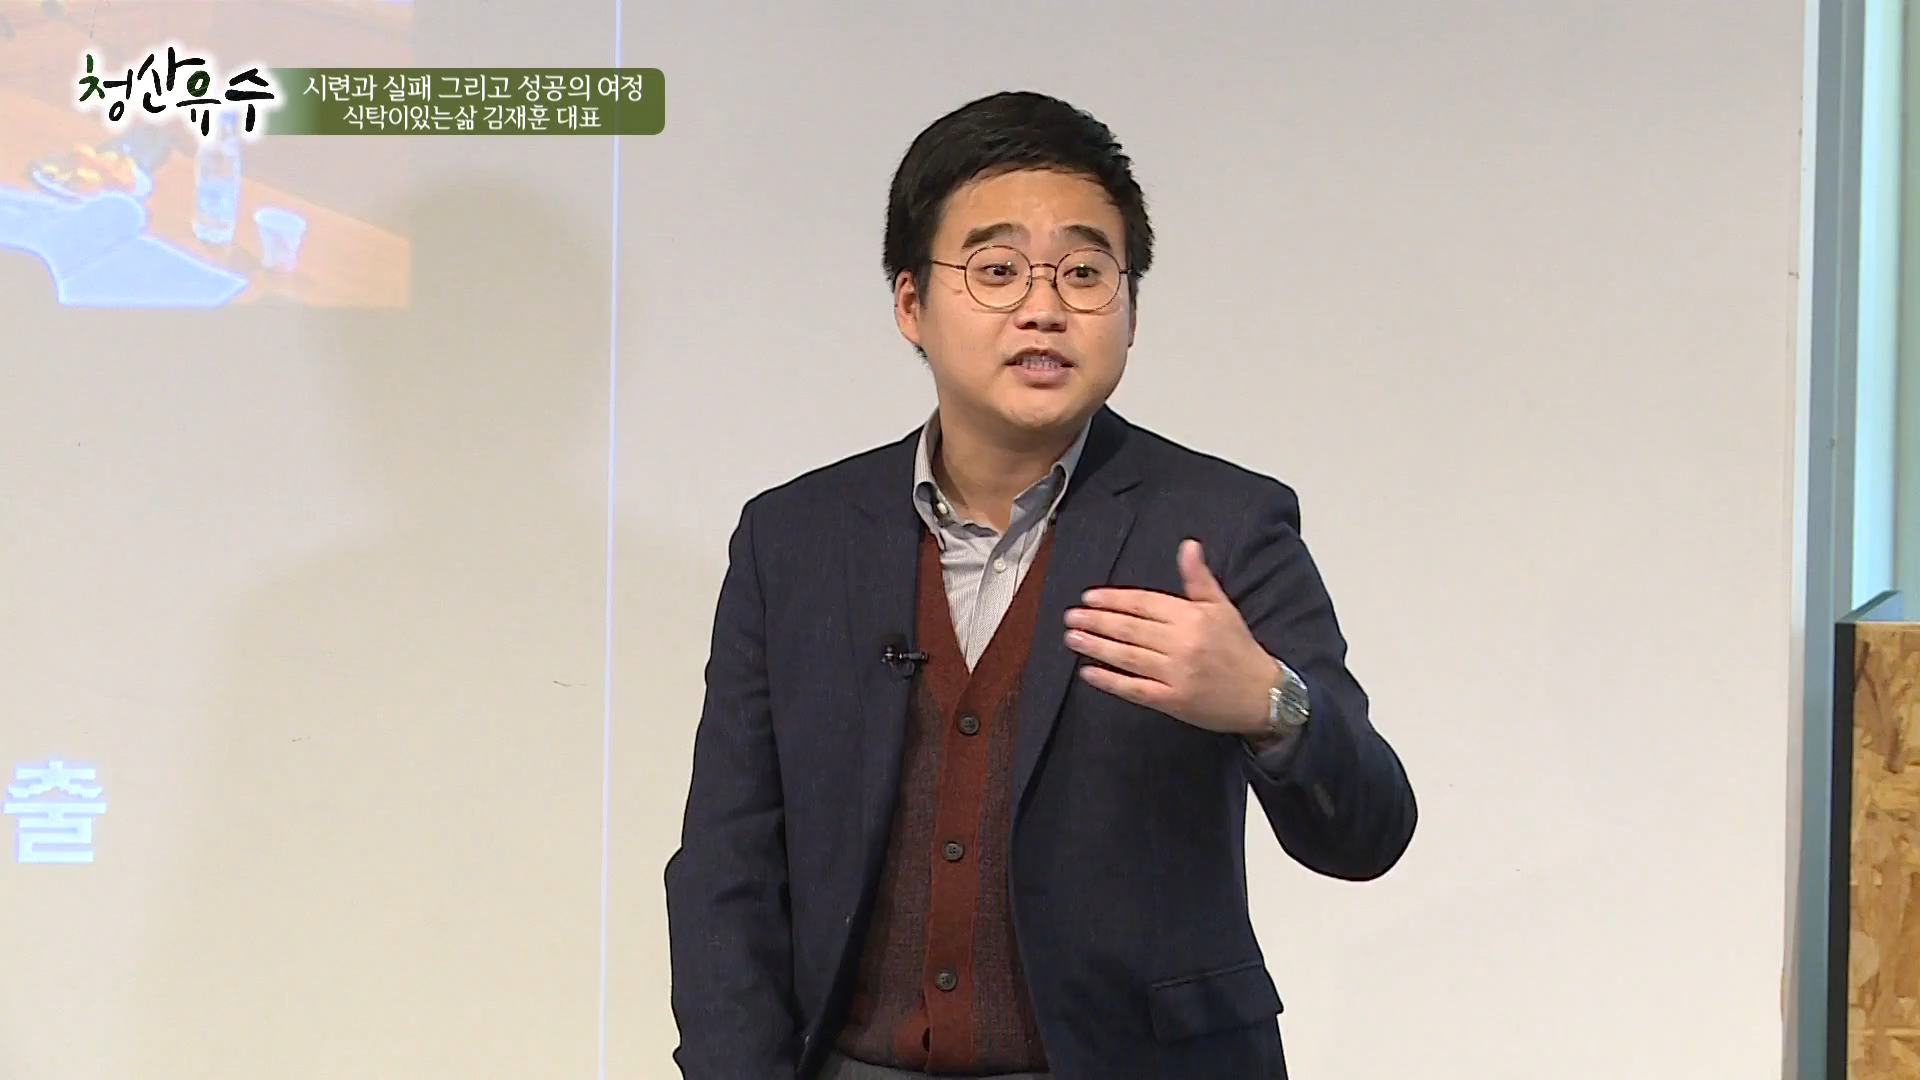 청산유수
시련과 실패 그리고 성공의 여정
식탁이있는삶 김재훈 대표
출